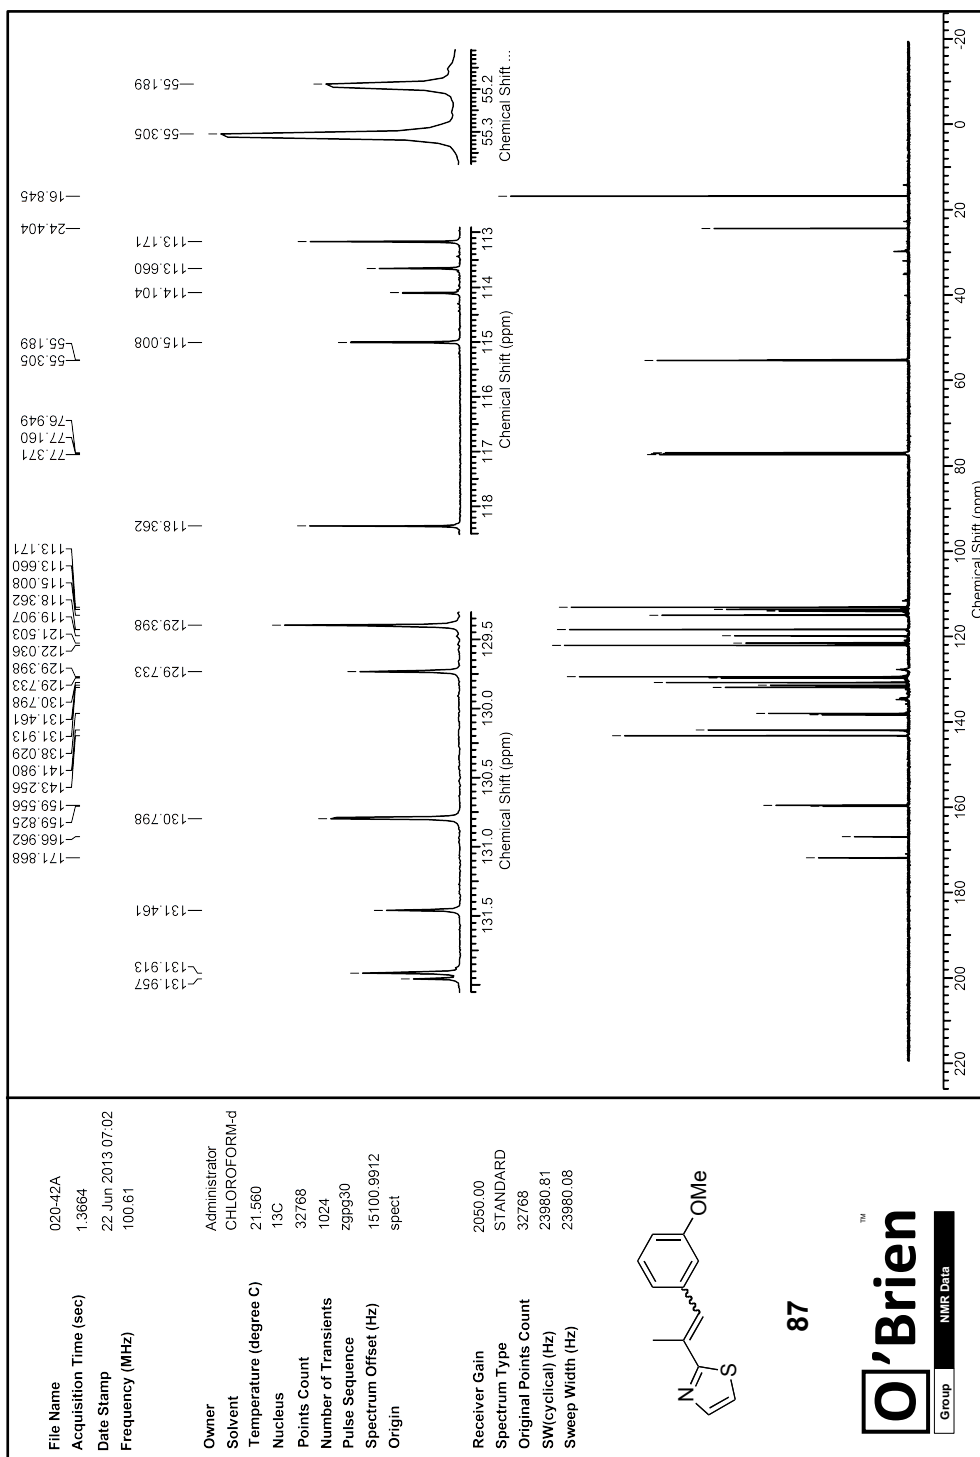 File Name 020-42A
Acquisition Time (sec) 1.3664
Date Stamp 22 Jun 2013 07:02
Frequency (MHz) 100.61
Owner Administrator
Solvent CHLOROFORM-d
Temperature (degree C) 21.560
Nucleus 13C
Points Count 32768
Number of Transients 1024
Pulse Sequence zgpg30
Spectrum Offset (Hz) 15100.9912
Origin spect
Receiver Gain 2050.00
Spectrum Type STANDARD
Original Points Count 32768
SW(cyclical) (Hz) 23980.81
Sweep Width (Hz) 23980.08
N
S
OMe
87
O'Brien ™
Group NMR Data
171.868
166.962
159.825
159.556
143.256
141.980
138.029
131.913
131.461
130.798
129.733
129.398
122.036
121.503
119.907
118.362
115.008
113.660
113.171
77.371
77.160
76.949
55.305
55.189
24.404
16.845
131.957
131.913
131.461
130.798
129.733
129.398
131.5 131.0 130.5 130.0 129.5
Chemical Shift (ppm)
118.362
115.008
114.104
113.660
113.171
118 117 116 115 114 113
Chemical Shift (ppm)
55.305
55.189
55.3 55.2
Chemical Shift ...
220 200 180 160 140 120 100 80 60 40 20 0 -20
Chemical Shift (ppm)